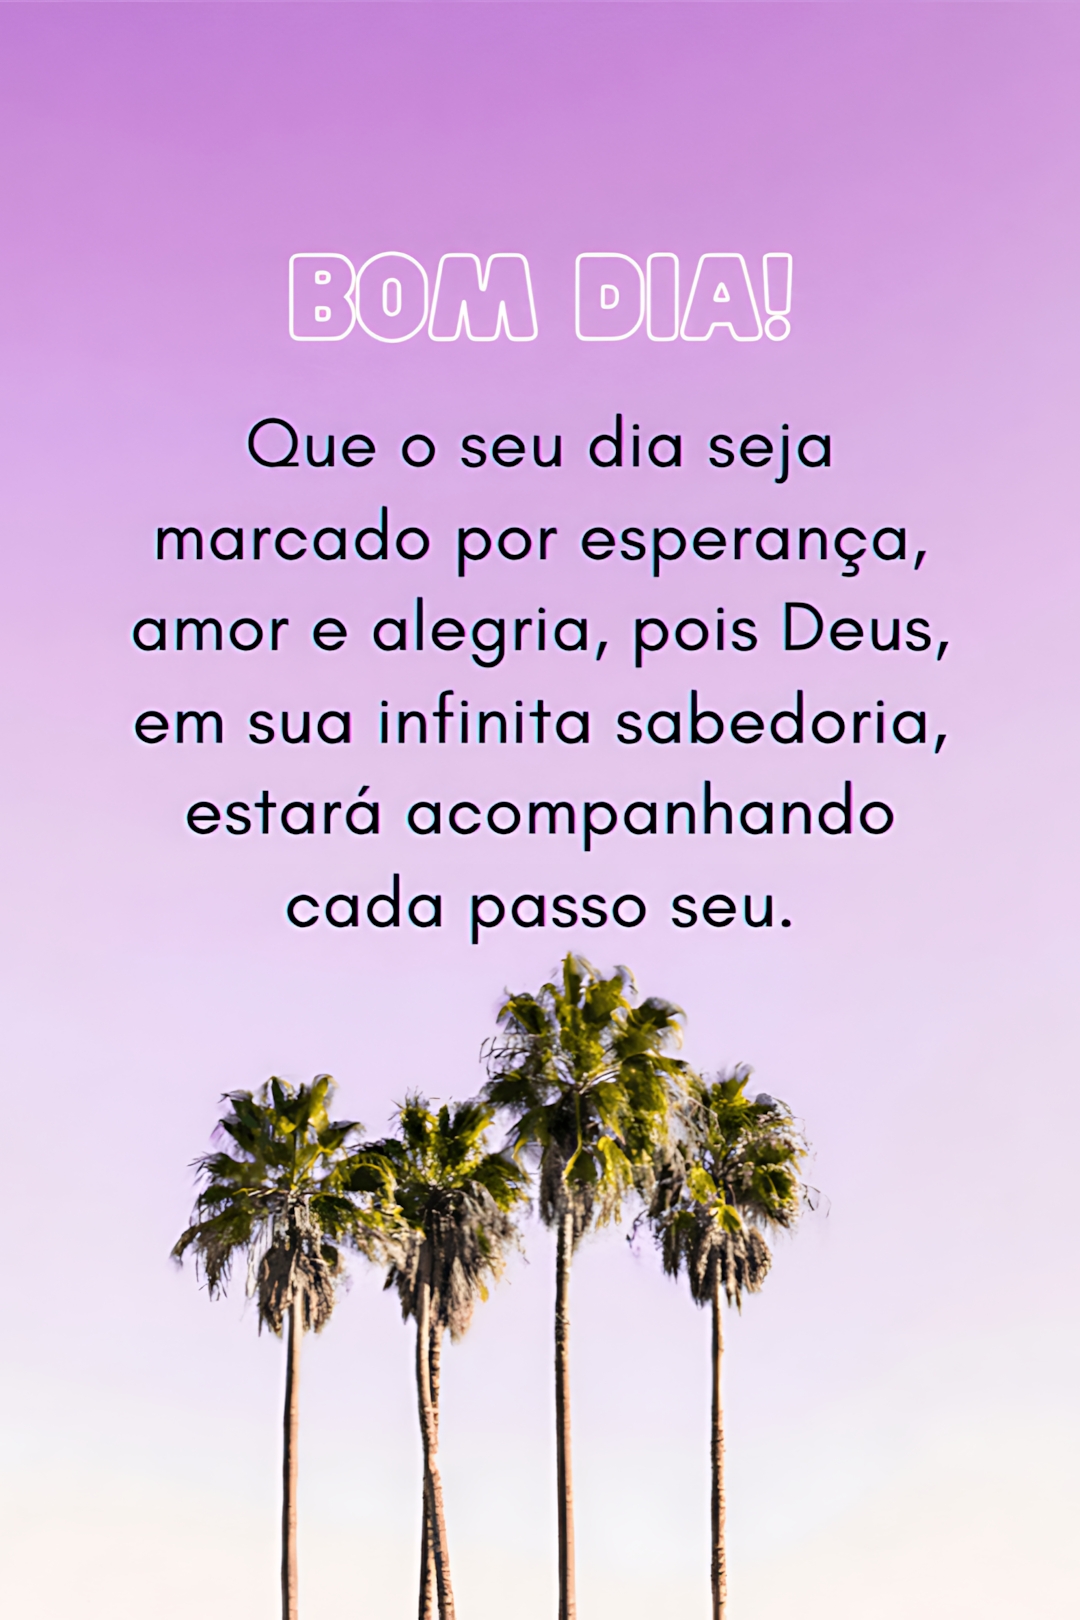 BOM DIA!
Que o seu dia seja
marcado por esperança,
amor e alegria, pois Deus,
em sua infinita sabedoria,
estará acompanhando
cada passo seu.